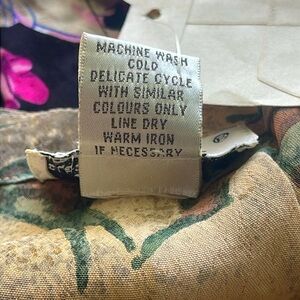 MACHINE WASH
COLD
DELICATE CYCLE
WITH SIMILAR
COLOURS ONLY
LINE DRY
WARM IRON
IF NECESSARY